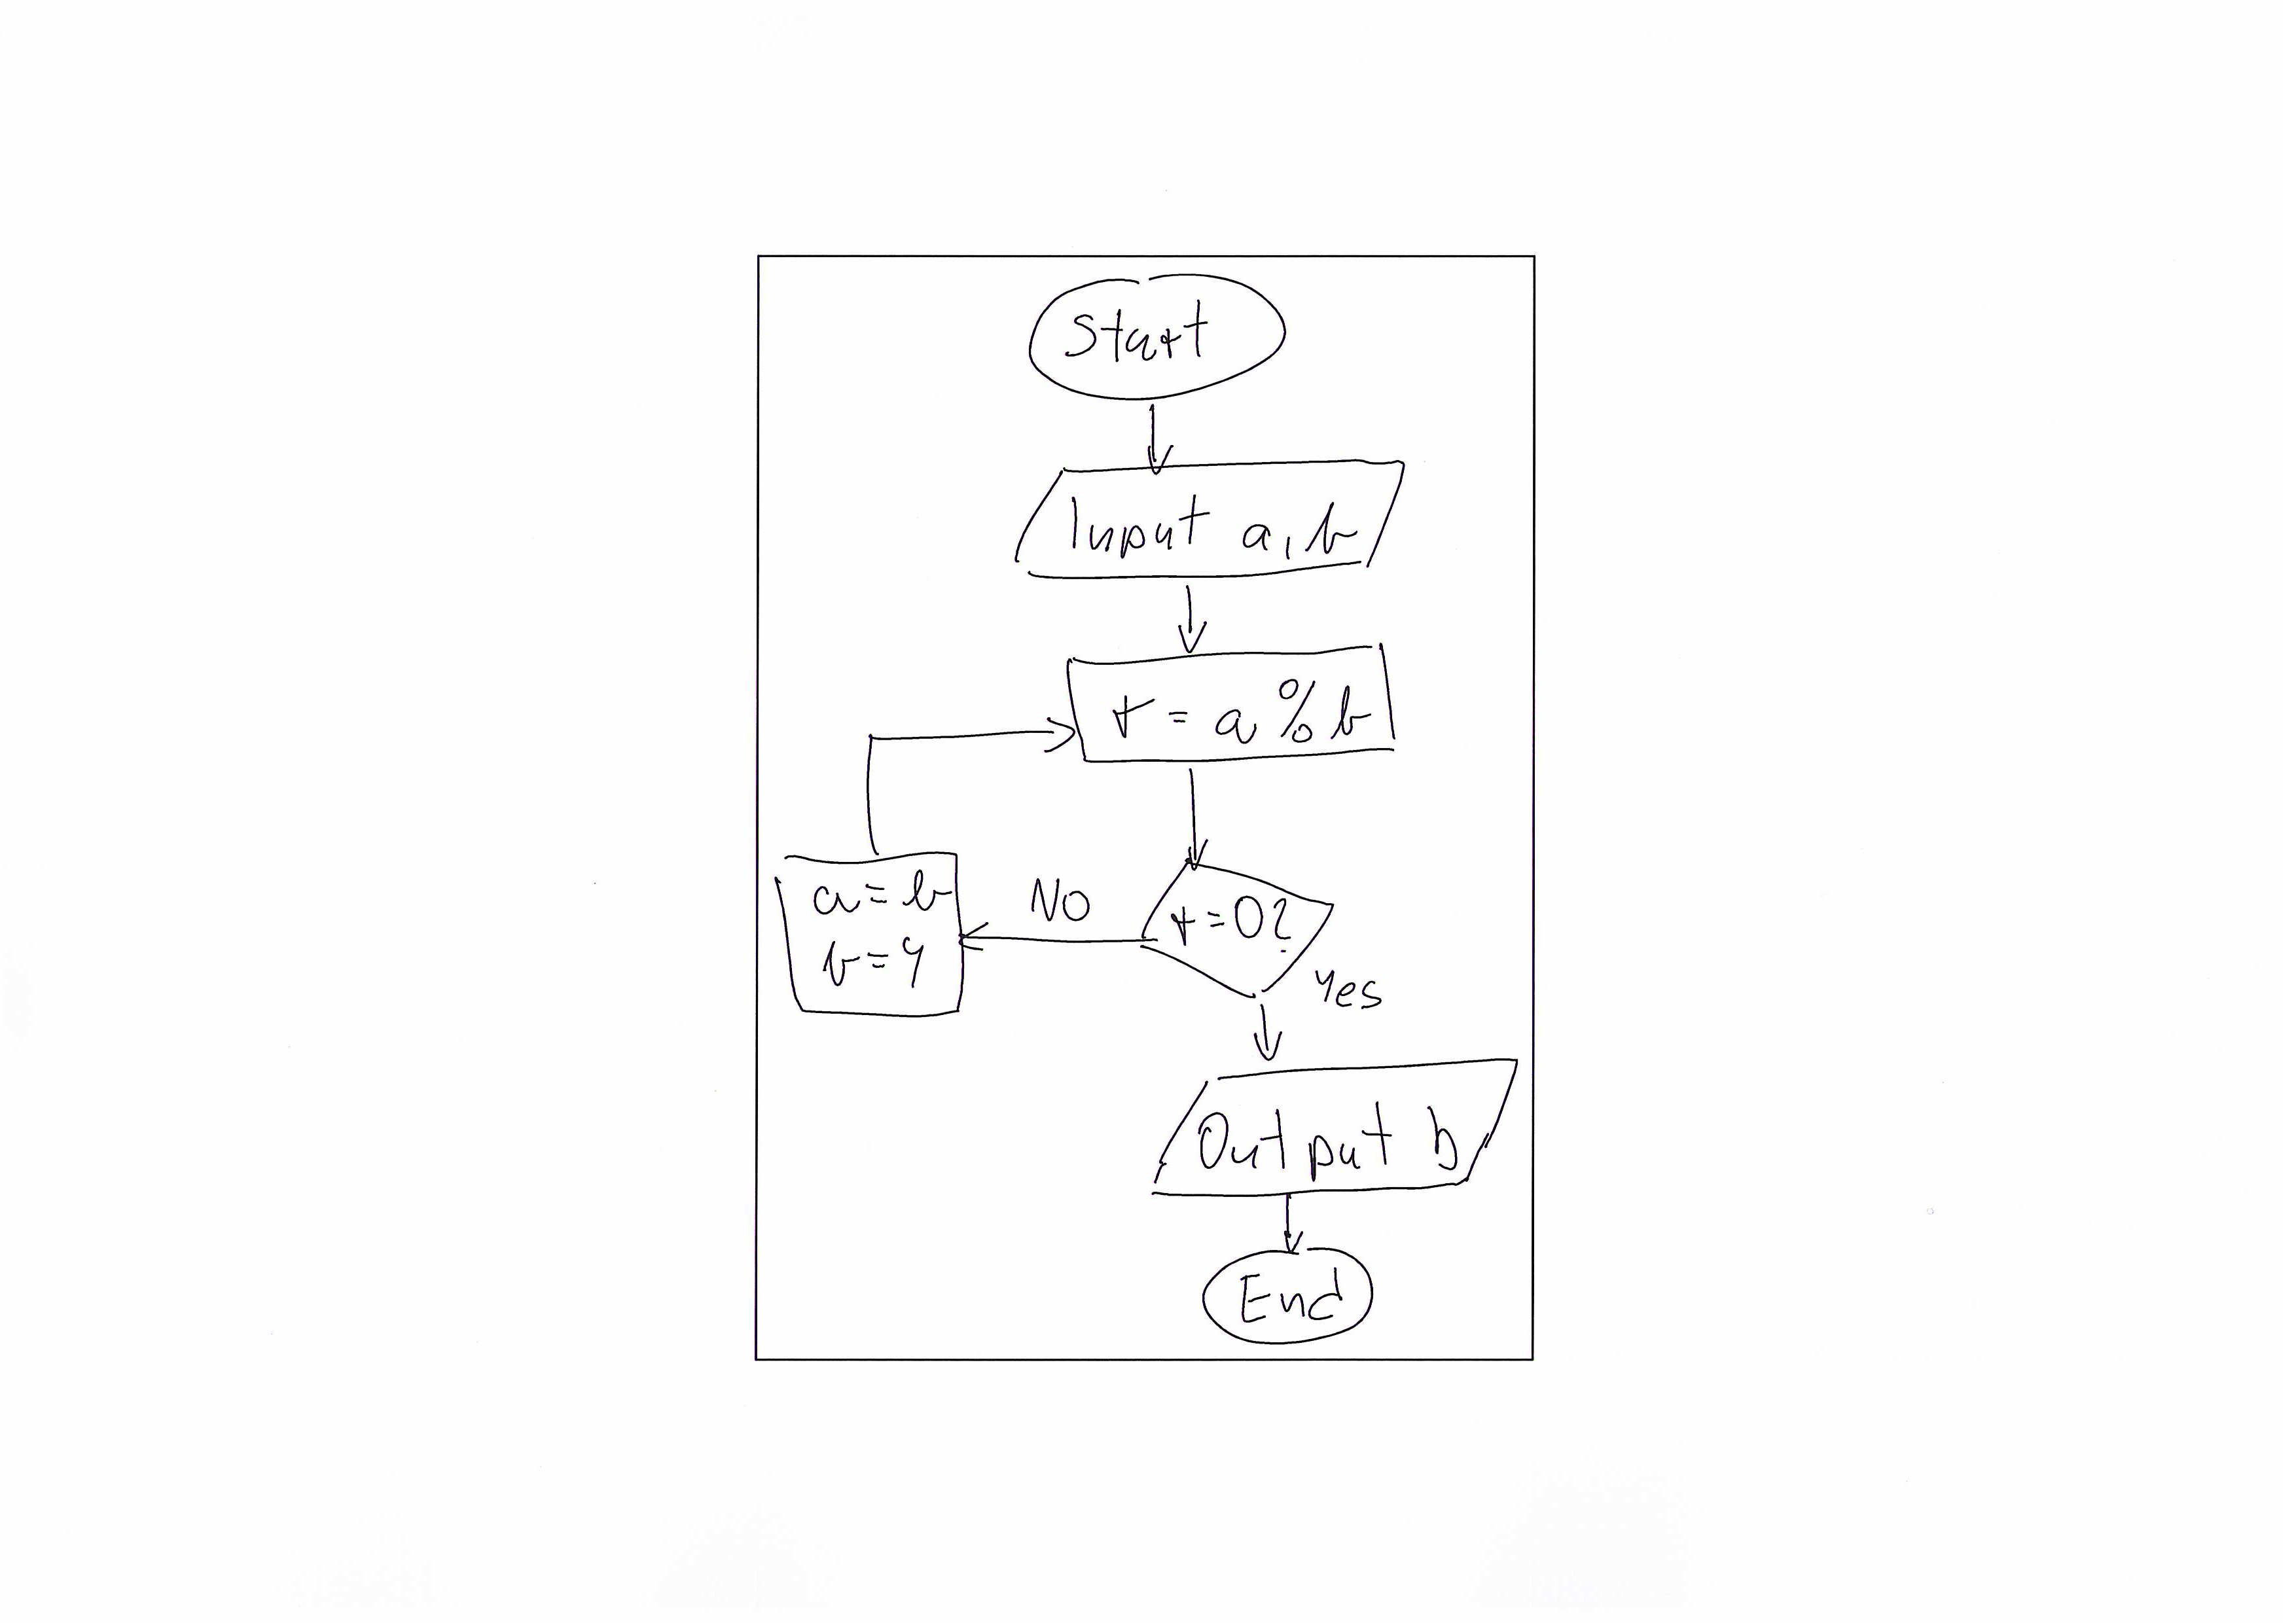 Start
Input a, b
r = a % b
r = 0?
No
Yes
a = b
b = r
Output b
End